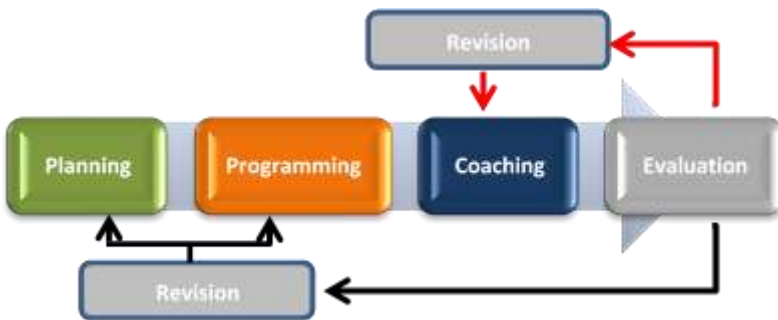 Revision
Planning
Programming
Coaching
Evaluation
Revision